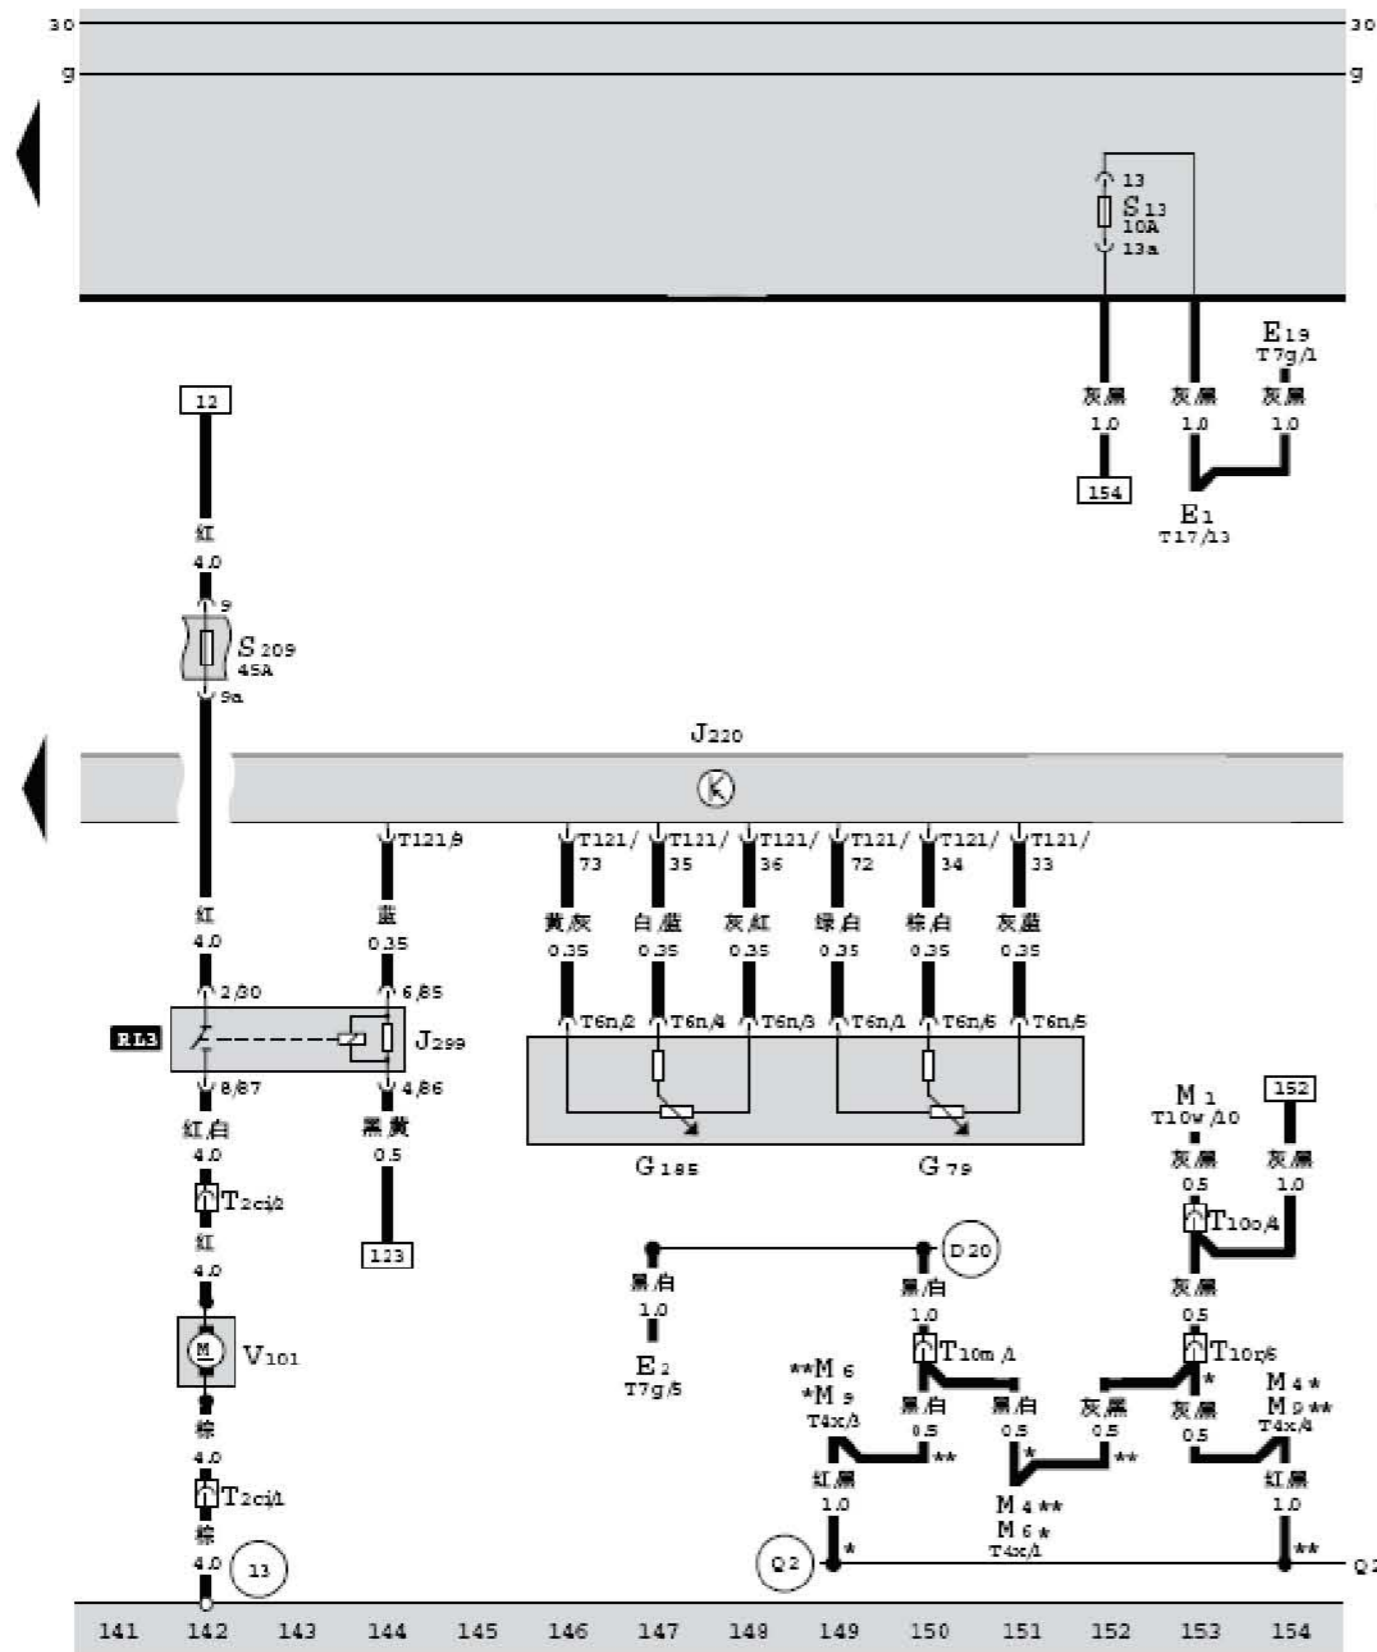 30 30
g g
13
S13
10A
13a
E19
T7g/1
灰/黑 灰/黑 灰/黑
1.0 1.0 1.0
154
E1
T17/13
12
红
4.0
9
S209
45A
9a
J220
K
T121/9
T121/73 T121/35 T121/36 T121/72 T121/34 T121/33
红 蓝 黄/灰 白/蓝 灰/红 绿/白 棕/白 灰/蓝
4.0 0.35 0.35 0.35 0.35 0.35 0.35 0.35
2/30 6/85
T6n/2 T6n/4 T6n/3 T6n/1 T6n/6 T6n/5
RL3 J299
8/87 4/86
红/白 黑/黄
4.0 0.5
G185 G79
M1
T10w/10
152
灰/黑 灰/黑
0.5 1.0
T2ci/2
T10o/4
红
4.0
123
D20
黑/白 黑/白 灰/黑
1.0 1.0 0.5
M V101
E2
T7g/5
T10m/1 T10r/6
**M6
*M9
T4x/3
*
M4*
M9**
T4x/4
黑/白 黑/白 灰/黑 灰/黑
0.5 0.5 0.5 0.5
** * **
棕
4.0
T2ci/1
红/黑 红/黑
1.0 1.0
M4**
M6*
T4x/1
棕
4.0
13
Q2 * ** Q2
141 142 143 144 145 146 147 148 149 150 151 152 153 154